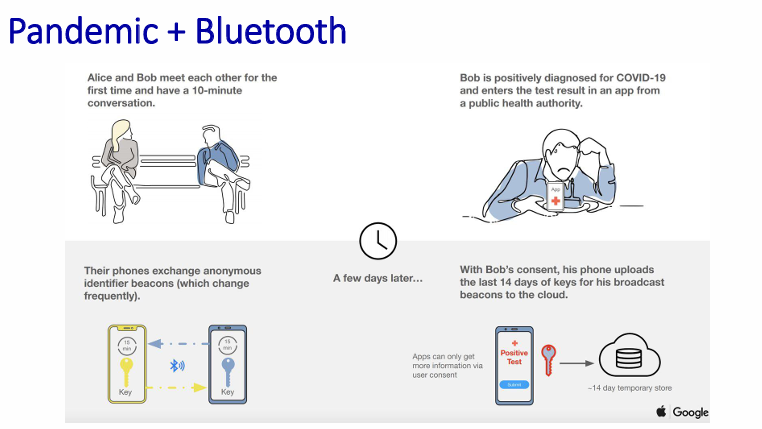 Pandemic + Bluetooth
Alice and Bob meet each other for the
first time and have a 10-minute
conversation.
Bob is positively diagnosed for COVID-19
and enters the test result in an app from
a public health authority.
App
Their phones exchange anonymous
identifier beacons (which change
frequently).
15
min
Key
15
min
Key
A few days later…
With Bob's consent, his phone uploads
the last 14 days of keys for his broadcast
beacons to the cloud.
Apps can only get
more information via
user consent
+
Positive
Test
Submit
~14 day temporary store
Google